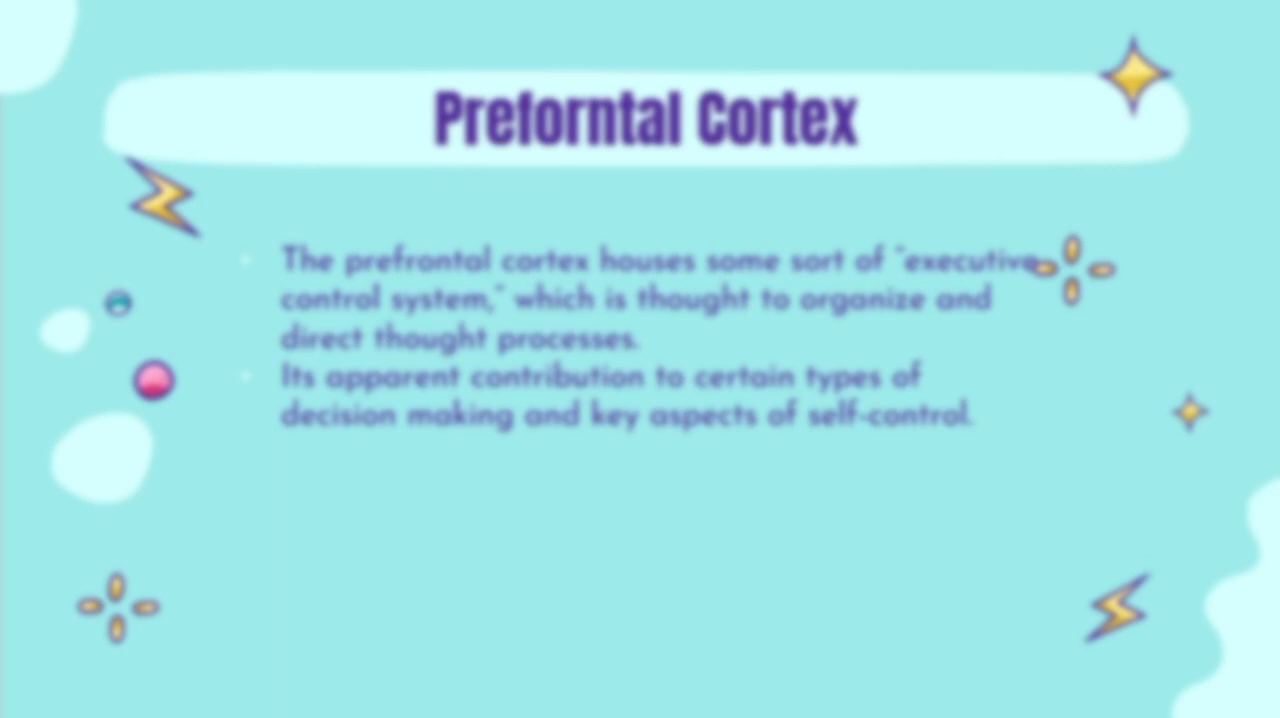 Preforntal Cortex
The prefrontal cortex houses some sort of "executive
control system," which is thought to organize and
direct thought processes.
Its apparent contribution to certain types of
decision making and key aspects of self-control.